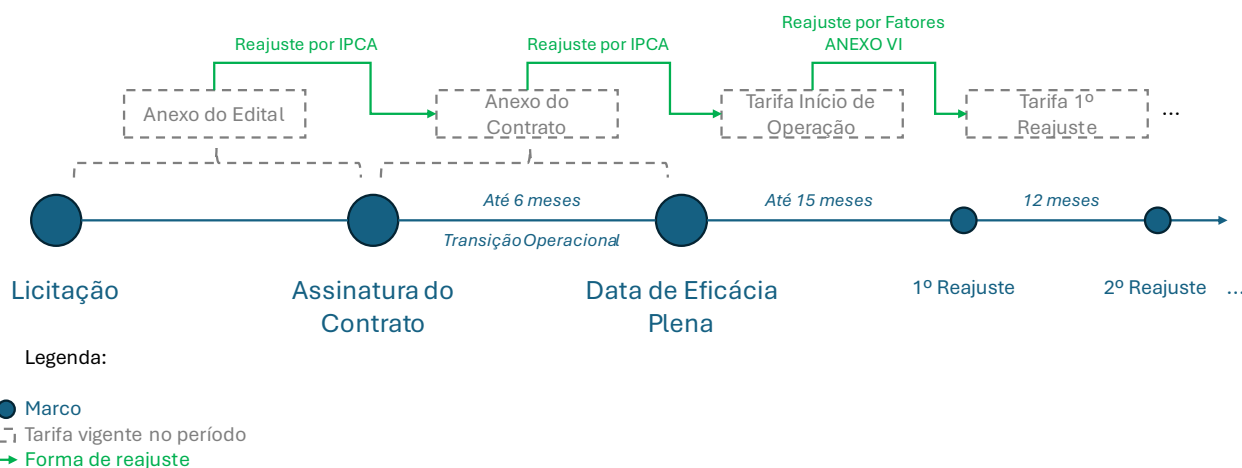 Reajuste por Fatores
ANEXO VI
Reajuste por IPCA
Reajuste por IPCA
Anexo do Edital
Anexo do
Contrato
Tarifa Início de
Operação
Tarifa 1º
Reajuste
...
Até 6 meses
Até 15 meses
12 meses
Transição Operacional
Licitação
Assinatura do
Contrato
Data de Eficácia
Plena
1º Reajuste
2º Reajuste
...
Legenda:
Marco
Tarifa vigente no período
Forma de reajuste